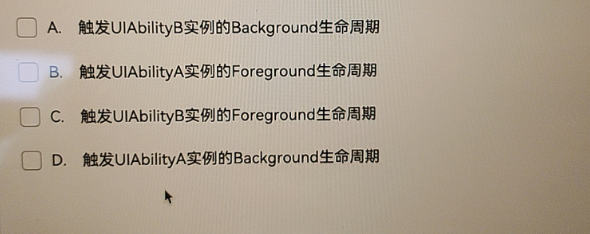 A. 触发UIAbilityB实例的Background生命周期
B. 触发UIAbilityA实例的Foreground生命周期
C. 触发UIAbilityB实例的Foreground生命周期
D. 触发UIAbilityA实例的Background生命周期